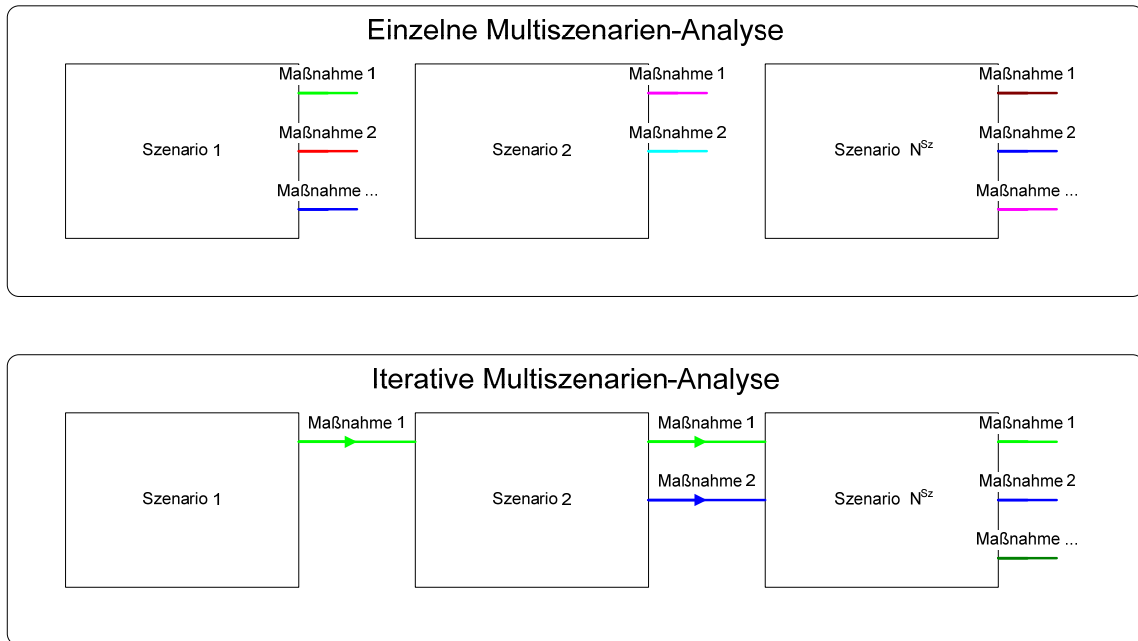 Einzelne Multiszenarien-Analyse
Maßnahme 1
Maßnahme 2
Maßnahme ...
Szenario 1
Maßnahme 1
Maßnahme 2
Szenario 2
Maßnahme 1
Maßnahme 2
Maßnahme ...
Szenario N^Sz
Iterative Multiszenarien-Analyse
Szenario 1
Maßnahme 1
Szenario 2
Maßnahme 1
Maßnahme 2
Szenario N^Sz
Maßnahme 1
Maßnahme 2
Maßnahme ...